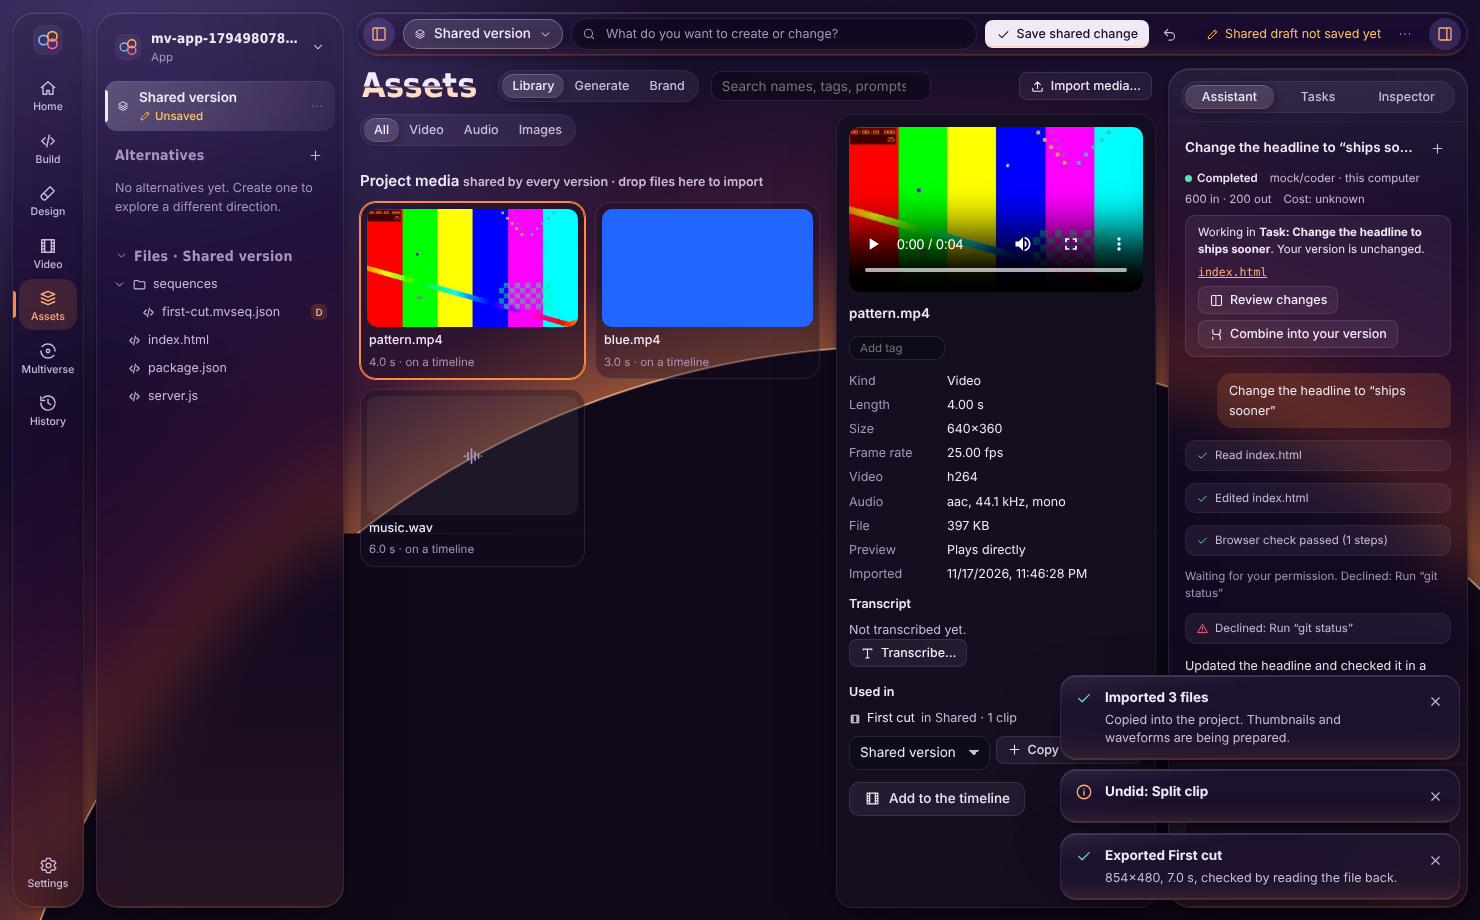 Home
Build
Design
Video
Assets
Multiverse
History
Settings
mv-app-179498078...
App
Shared version
Unsaved
Alternatives
No alternatives yet. Create one to
explore a different direction.
Files · Shared version
sequences
first-cut.mvseq.json
D
index.html
package.json
server.js
Shared version
What do you want to create or change?
Save shared change
Shared draft not saved yet
Assets
Library
Generate
Brand
Search names, tags, prompts
Import media...
All
Video
Audio
Images
Project media shared by every version · drop files here to import
pattern.mp4
4.0 s · on a timeline
blue.mp4
3.0 s · on a timeline
music.wav
6.0 s · on a timeline
00:00:01.000
25
0:00 / 0:04
pattern.mp4
Add tag
Kind Video
Length 4.00 s
Size 640×360
Frame rate 25.00 fps
Video h264
Audio aac, 44.1 kHz, mono
File 397 KB
Preview Plays directly
Imported 11/17/2026, 11:46:28 PM
Transcript
Not transcribed yet.
Transcribe...
Used in
First cut in Shared · 1 clip
Shared version
Copy
Add to the timeline
Assistant
Tasks
Inspector
Change the headline to “ships so...
Completed mock/coder · this computer
600 in · 200 out Cost: unknown
Working in Task: Change the headline to
ships sooner. Your version is unchanged.
index.html
Review changes
Combine into your version
Change the headline to “ships
sooner”
Read index.html
Edited index.html
Browser check passed (1 steps)
Waiting for your permission. Declined: Run “git
status”
Declined: Run “git status”
Updated the headline and checked it in a
Imported 3 files
Copied into the project. Thumbnails and
waveforms are being prepared.
Undid: Split clip
Exported First cut
854×480, 7.0 s, checked by reading the file back.